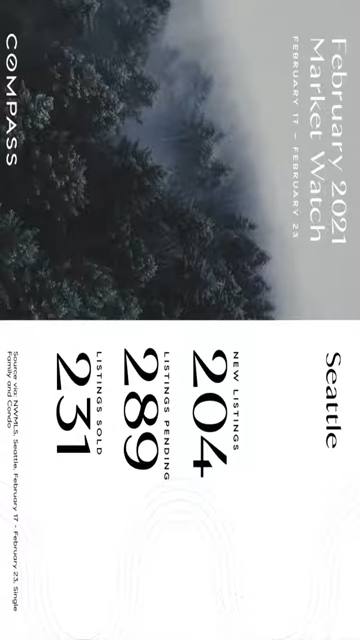 February 2021
Market Watch
FEBRUARY 17 – FEBRUARY 23
COMPASS
Seattle
NEW LISTINGS
204
LISTINGS PENDING
289
LISTINGS SOLD
231
Source via: NWMLS, Seattle, February 17 - February 23, Single
Family and Condo